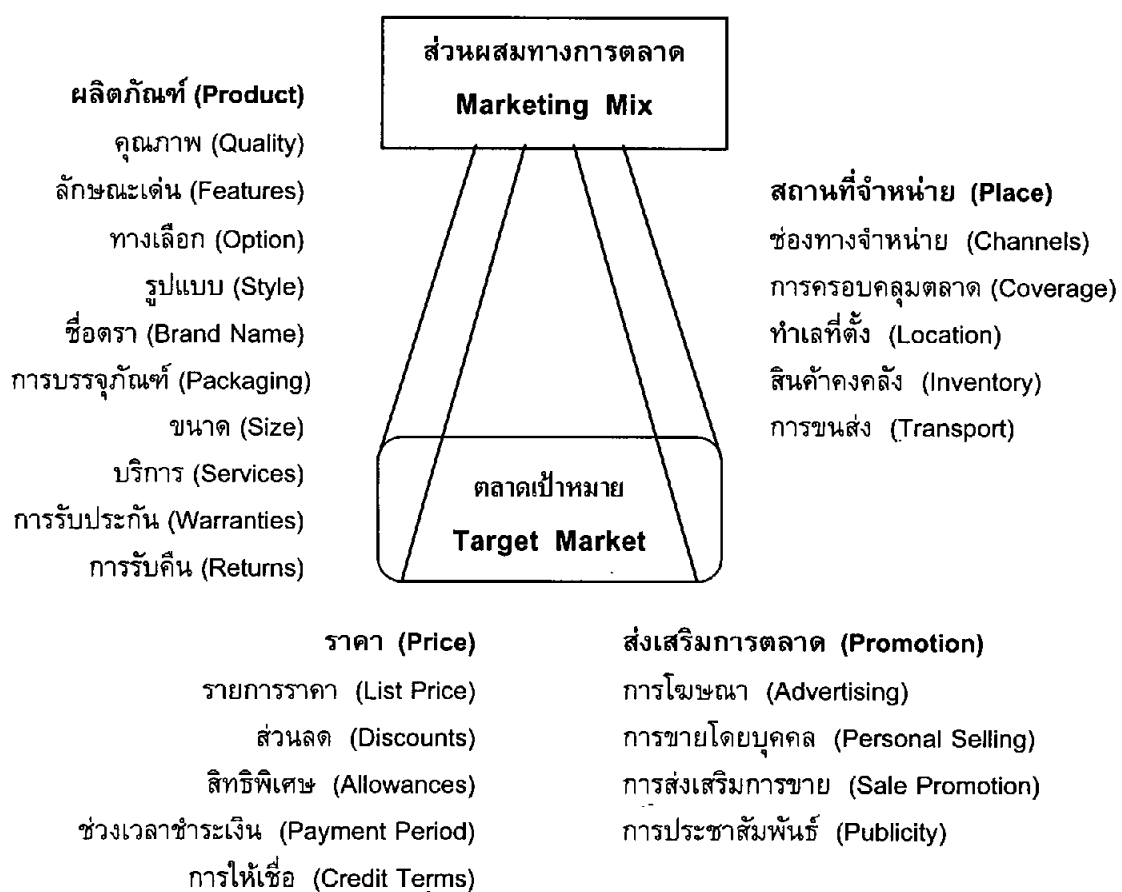 ส่วนผสมทางการตลาด
Marketing Mix
ผลิตภัณฑ์ (Product)
คุณภาพ (Quality)
ลักษณะเด่น (Features)
ทางเลือก (Option)
รูปแบบ (Style)
ชื่อตรา (Brand Name)
การบรรจุภัณฑ์ (Packaging)
ขนาด (Size)
บริการ (Services)
การรับประกัน (Warranties)
การรับคืน (Returns)
สถานที่จำหน่าย (Place)
ช่องทางจำหน่าย (Channels)
การครอบคลุมตลาด (Coverage)
ทำเลที่ตั้ง (Location)
สินค้าคงคลัง (Inventory)
การขนส่ง (Transport)
ตลาดเป้าหมาย
Target Market
ราคา (Price)
รายการราคา (List Price)
ส่วนลด (Discounts)
สิทธิพิเศษ (Allowances)
ช่วงเวลาชำระเงิน (Payment Period)
การให้เชื่อ (Credit Terms)
ส่งเสริมการตลาด (Promotion)
การโฆษณา (Advertising)
การขายโดยบุคคล (Personal Selling)
การส่งเสริมการขาย (Sale Promotion)
การประชาสัมพันธ์ (Publicity)